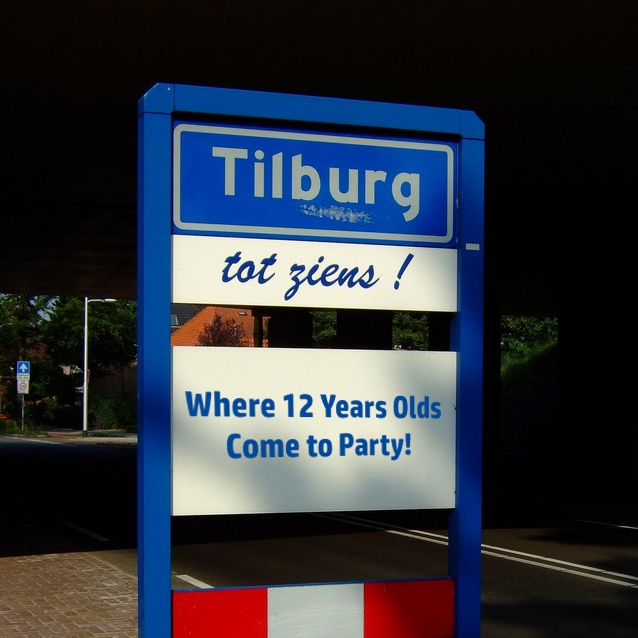 Tilburg
tot ziens !
Where 12 Years Olds
Come to Party!